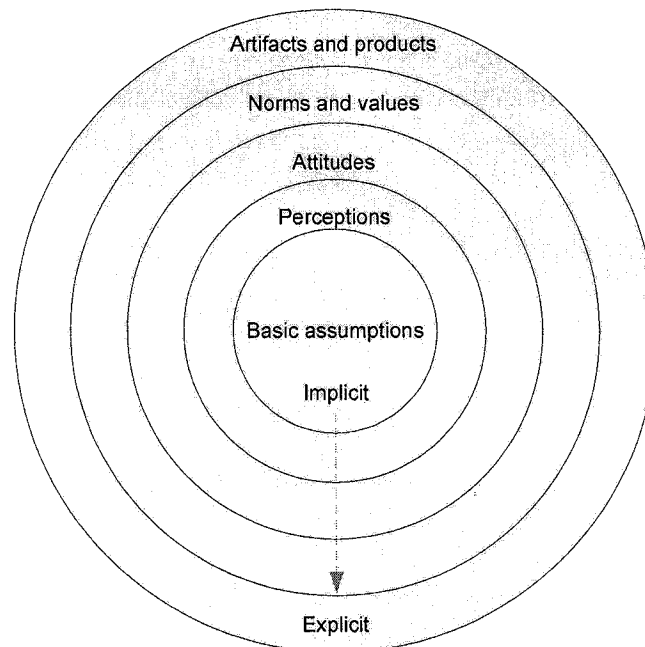 Artifacts and products
Norms and values
Attitudes
Perceptions
Basic assumptions
Implicit
Explicit